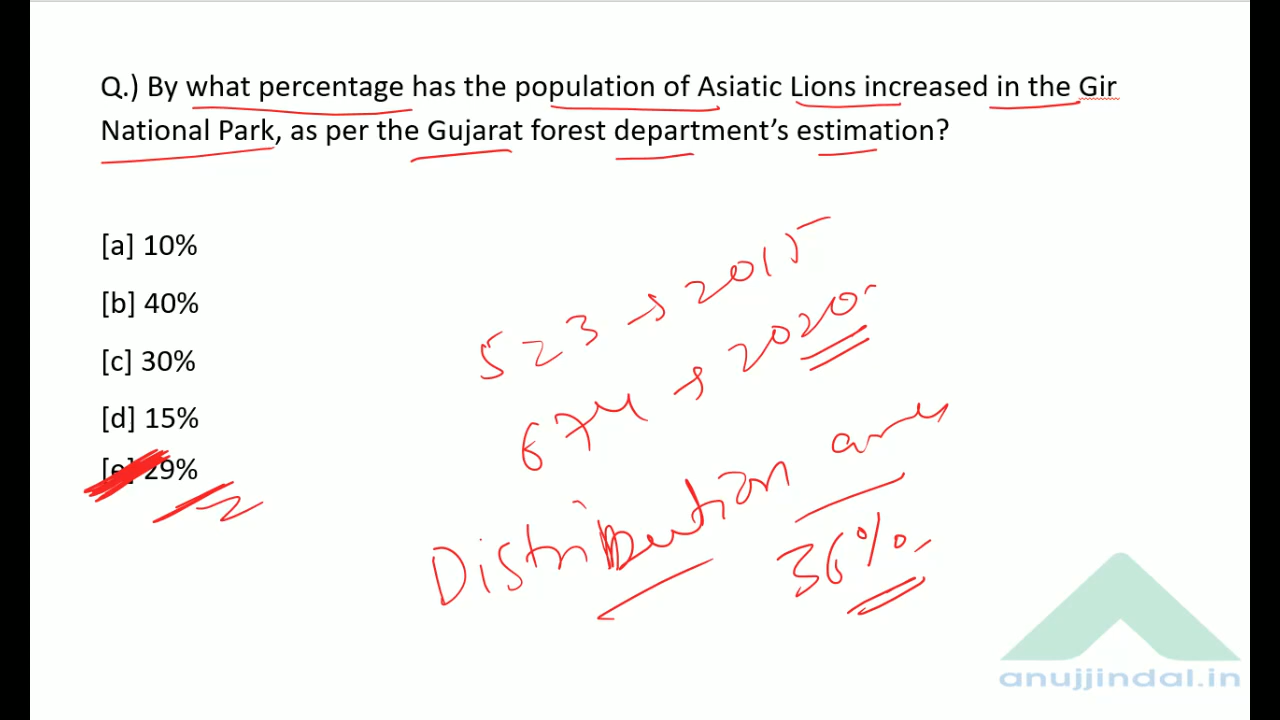 Q.) By what percentage has the population of Asiatic Lions increased in the Gir
National Park, as per the Gujarat forest department’s estimation?
[a] 10%
[b] 40%
[c] 30%
[d] 15%
[e] 29%
523 → 2015
674 → 2020
Distribution area
36%
anujjindal.in